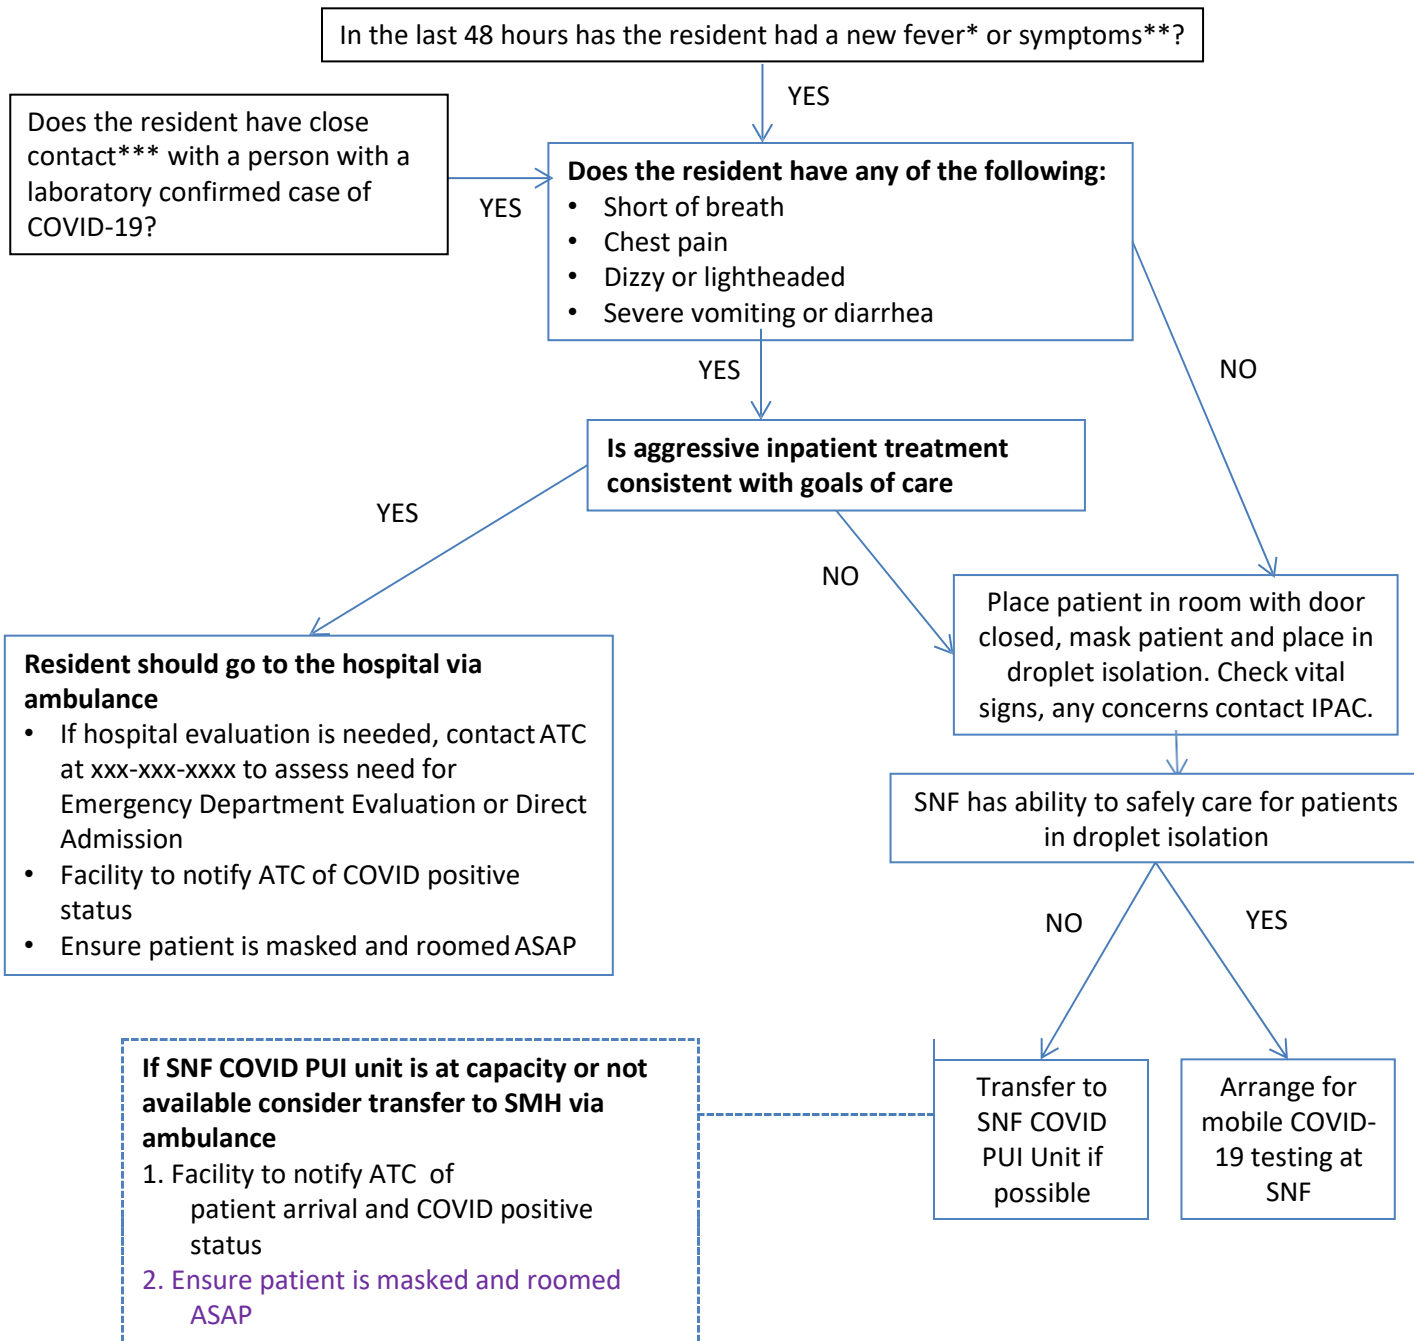 In the last 48 hours has the resident had a new fever* or symptoms**?
YES
Does the resident have close
contact*** with a person with a
laboratory confirmed case of
COVID-19?
YES
Does the resident have any of the following:
• Short of breath
• Chest pain
• Dizzy or lightheaded
• Severe vomiting or diarrhea
YES
NO
Is aggressive inpatient treatment
consistent with goals of care
YES
NO
Resident should go to the hospital via
ambulance
• If hospital evaluation is needed, contact ATC
at xxx-xxx-xxxx to assess need for
Emergency Department Evaluation or Direct
Admission
• Facility to notify ATC of COVID positive
status
• Ensure patient is masked and roomed ASAP
Place patient in room with door
closed, mask patient and place in
droplet isolation. Check vital
signs, any concerns contact IPAC.
SNF has ability to safely care for patients
in droplet isolation
NO
YES
If SNF COVID PUI unit is at capacity or not
available consider transfer to SMH via
ambulance
1. Facility to notify ATC of
patient arrival and COVID positive
status
2. Ensure patient is masked and roomed
ASAP
Transfer to
SNF COVID
PUI Unit if
possible
Arrange for
mobile COVID-
19 testing at
SNF